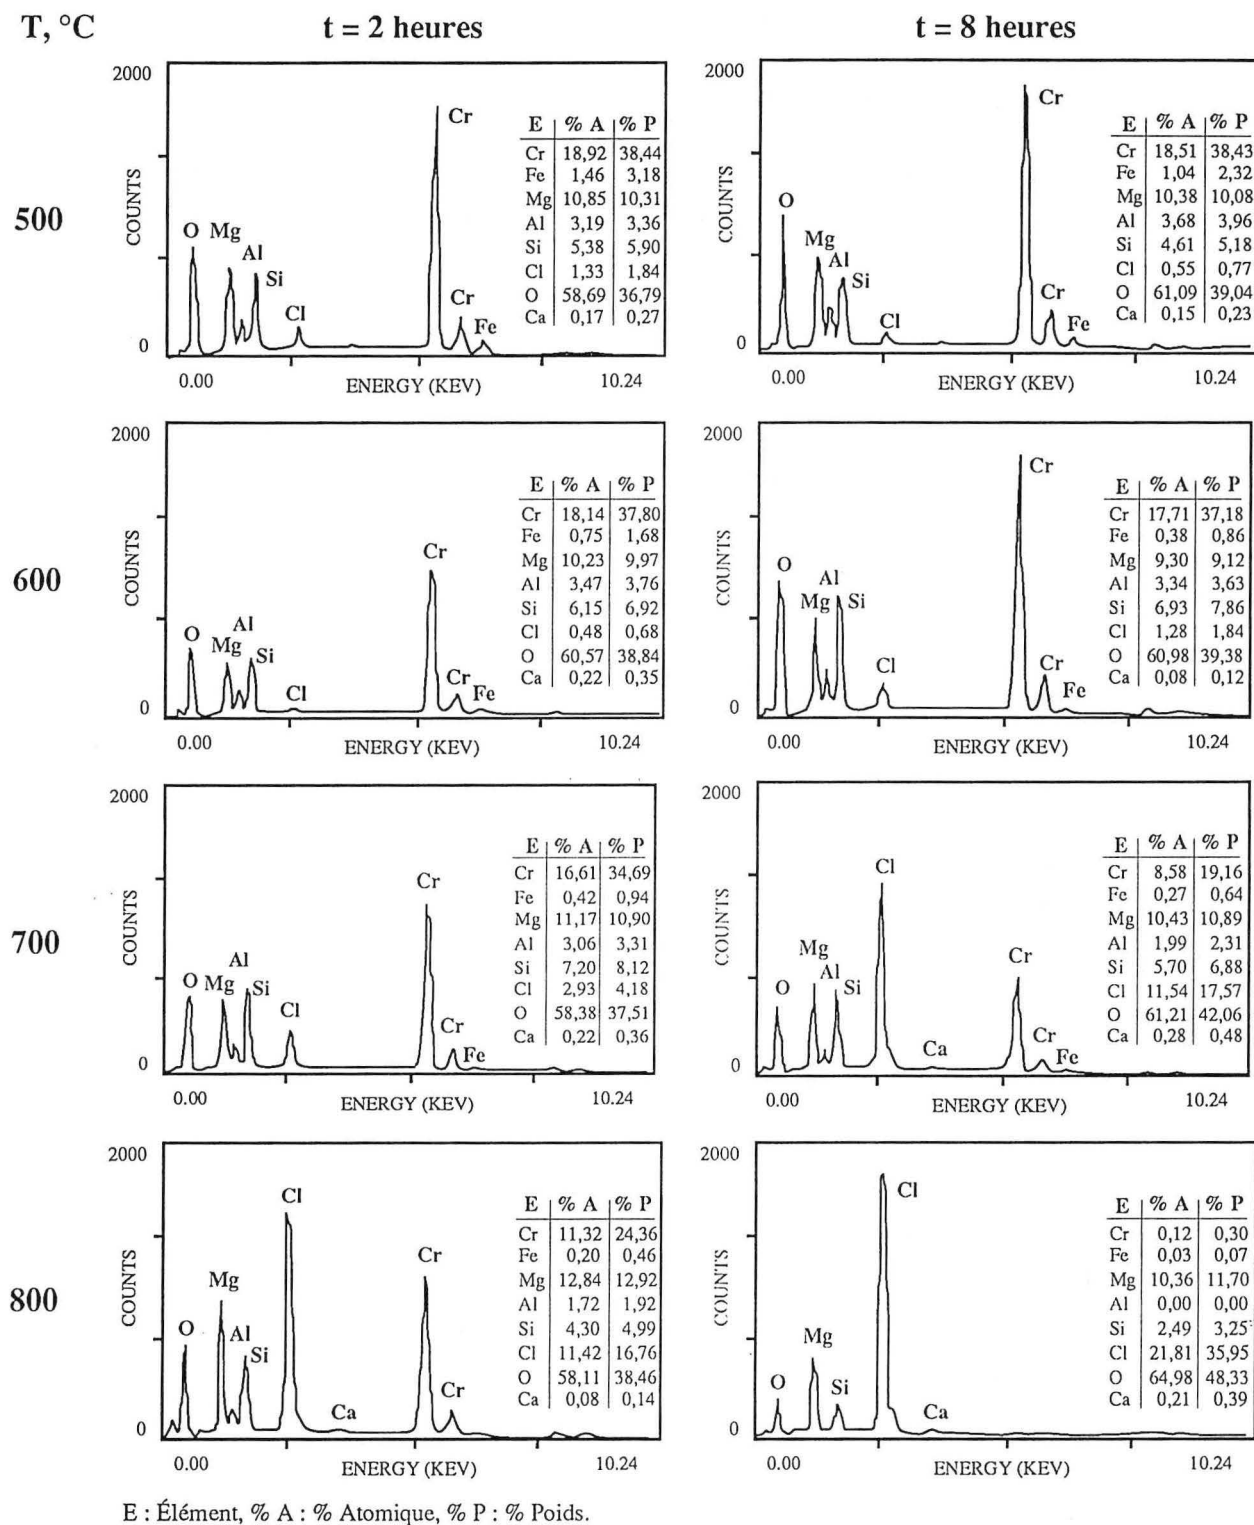 T, °C
t = 2 heures
t = 8 heures
500
2000
COUNTS
0
0.00
ENERGY (KEV)
10.24
O
Mg
Al
Si
Cl
Cr
Cr
Fe
E | % A | % P
Cr | 18,92 | 38,44
Fe | 1,46 | 3,18
Mg | 10,85 | 10,31
Al | 3,19 | 3,36
Si | 5,38 | 5,90
Cl | 1,33 | 1,84
O | 58,69 | 36,79
Ca | 0,17 | 0,27
2000
COUNTS
0
0.00
ENERGY (KEV)
10.24
O
Mg
Al
Si
Cl
Cr
Cr
Fe
E | % A | % P
Cr | 18,51 | 38,43
Fe | 1,04 | 2,32
Mg | 10,38 | 10,08
Al | 3,68 | 3,96
Si | 4,61 | 5,18
Cl | 0,55 | 0,77
O | 61,09 | 39,04
Ca | 0,15 | 0,23
600
2000
COUNTS
0
0.00
ENERGY (KEV)
10.24
O
Mg
Al
Si
Cl
Cr
Cr
Fe
E | % A | % P
Cr | 18,14 | 37,80
Fe | 0,75 | 1,68
Mg | 10,23 | 9,97
Al | 3,47 | 3,76
Si | 6,15 | 6,92
Cl | 0,48 | 0,68
O | 60,57 | 38,84
Ca | 0,22 | 0,35
2000
COUNTS
0
0.00
ENERGY (KEV)
10.24
O
Mg
Al
Si
Cl
Cr
Cr
Fe
E | % A | % P
Cr | 17,71 | 37,18
Fe | 0,38 | 0,86
Mg | 9,30 | 9,12
Al | 3,34 | 3,63
Si | 6,93 | 7,86
Cl | 1,28 | 1,84
O | 60,98 | 39,38
Ca | 0,08 | 0,12
700
2000
COUNTS
0
0.00
ENERGY (KEV)
10.24
O
Mg
Al
Si
Cl
Cr
Cr
Fe
E | % A | % P
Cr | 16,61 | 34,69
Fe | 0,42 | 0,94
Mg | 11,17 | 10,90
Al | 3,06 | 3,31
Si | 7,20 | 8,12
Cl | 2,93 | 4,18
O | 58,38 | 37,51
Ca | 0,22 | 0,36
2000
COUNTS
0
0.00
ENERGY (KEV)
10.24
O
Mg
Al
Si
Cl
Ca
Cr
Cr
Fe
E | % A | % P
Cr | 8,58 | 19,16
Fe | 0,27 | 0,64
Mg | 10,43 | 10,89
Al | 1,99 | 2,31
Si | 5,70 | 6,88
Cl | 11,54 | 17,57
O | 61,21 | 42,06
Ca | 0,28 | 0,48
800
2000
COUNTS
0
0.00
ENERGY (KEV)
10.24
O
Mg
Al
Si
Cl
Ca
Cr
Cr
E | % A | % P
Cr | 11,32 | 24,36
Fe | 0,20 | 0,46
Mg | 12,84 | 12,92
Al | 1,72 | 1,92
Si | 4,30 | 4,99
Cl | 11,42 | 16,76
O | 58,11 | 38,46
Ca | 0,08 | 0,14
2000
COUNTS
0
0.00
ENERGY (KEV)
10.24
O
Mg
Si
Cl
Ca
E | % A | % P
Cr | 0,12 | 0,30
Fe | 0,03 | 0,07
Mg | 10,36 | 11,70
Al | 0,00 | 0,00
Si | 2,49 | 3,25
Cl | 21,81 | 35,95
O | 64,98 | 48,33
Ca | 0,21 | 0,39
E : Élément, % A : % Atomique, % P : % Poids.